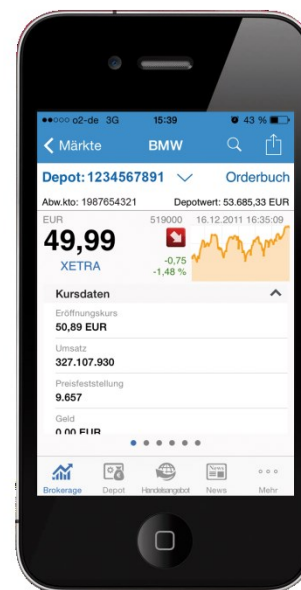 o2-de 3G 15:39 43 %
Märkte BMW
Depot: 1234567891 Orderbuch
Abw.kto: 1987654321 Depotwert: 53.685,33 EUR
EUR 519000 16.12.2011 16:35:09
49,99
-0,75
XETRA -1,48 %
Kursdaten
Eröffnungskurs
50,89 EUR
Umsatz
327.107.930
Preisfeststellung
9.657
Geld
0,00 EUR
News
Brokerage Depot Handelsangebot News Mehr